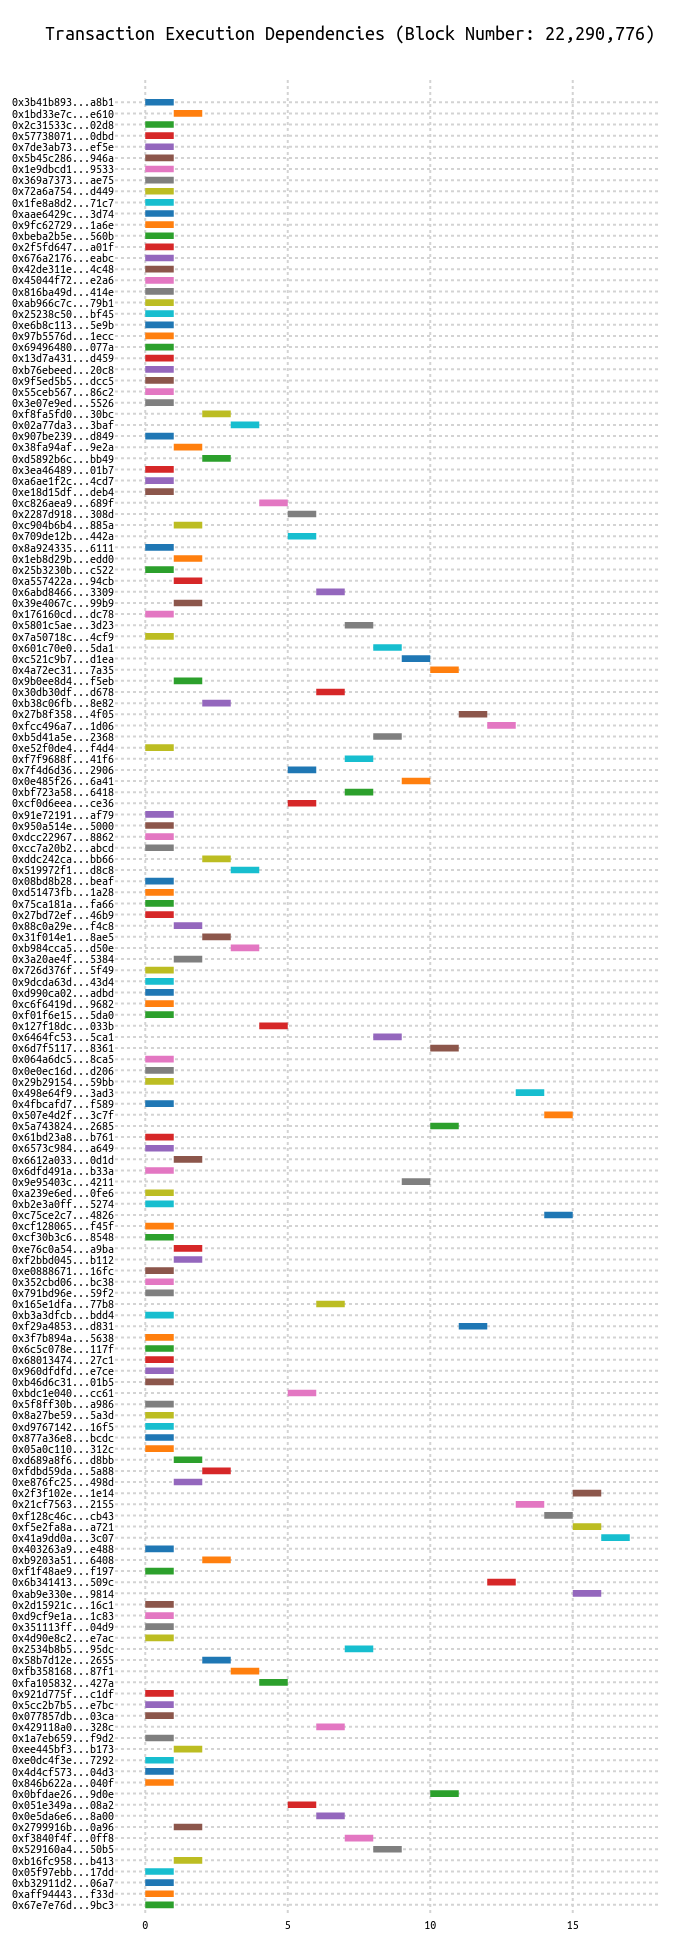 Transaction Execution Dependencies (Block Number: 22,290,776)
0x3b41b893...a8b1
0x1bd33e7c...e610
0x2c31533c...02d8
0x57738071...0dbd
0x7de3ab73...ef5e
0x5b45c286...946a
0x1e9dbcd1...9533
0x369a7373...ae75
0x72a6a754...d449
0x1fe8a8d2...71c7
0xaae6429c...3d74
0x9fc62729...1a6e
0xbeba2b5e...560b
0x2f5fd647...a01f
0x676a2176...eabc
0x42de311e...4c48
0x45044f72...e2a6
0x816ba49d...414e
0xab966c7c...79b1
0x25238c50...bf45
0xe6b8c113...5e9b
0x97b5576d...1ecc
0x69496480...077a
0x13d7a431...d459
0xb76ebeed...20c8
0x9f5ed5b5...dcc5
0x55ceb567...86c2
0x3e07e9ed...5526
0xf8fa5fd0...30bc
0x02a77da3...3baf
0x907be239...d849
0x38fa94af...9e2a
0xd5892b6c...bb49
0x3ea46489...01b7
0xa6ae1f2c...4cd7
0xe18d15df...deb4
0xc826aea9...689f
0x2287d918...308d
0xc904b6b4...885a
0x709de12b...442a
0x8a924335...6111
0x1eb8d29b...edd0
0x25b3230b...c522
0xa557422a...94cb
0x6abd8466...3309
0x39e4067c...99b9
0x176160cd...dc78
0x5801c5ae...3d23
0x7a50718c...4cf9
0x601c70e0...5da1
0xc521c9b7...d1ea
0x4a72ec31...7a35
0x9b0ee8d4...f5eb
0x30db30df...d678
0xb38c06fb...8e82
0x27b8f358...4f05
0xfcc496a7...1d06
0xb5d41a5e...2368
0xe52f0de4...f4d4
0xf7f9688f...41f6
0x7f4d6d36...2906
0x0e485f26...6a41
0xbf723a58...6418
0xcf0d6eea...ce36
0x91e72191...af79
0x950a514e...5000
0xdcc22967...8862
0xcc7a20b2...abcd
0xddc242ca...bb66
0x519972f1...d8c8
0x08bd8b28...beaf
0xd51473fb...1a28
0x75ca181a...fa66
0x27bd72ef...46b9
0x88c0a29e...f4c8
0x31f014e1...8ae5
0xb984cca5...d50e
0x3a20ae4f...5384
0x726d376f...5f49
0x9dcda63d...43d4
0xd990ca02...adbd
0xc6f6419d...9682
0xf01f6e15...5da0
0x127f18dc...033b
0x6464fc53...5ca1
0x6d7f5117...8361
0x064a6dc5...8ca5
0x0e0ec16d...d206
0x29b29154...59bb
0x498e64f9...3ad3
0x4fbcafd7...f589
0x507e4d2f...3c7f
0x5a743824...2685
0x61bd23a8...b761
0x6573c984...a649
0x6612a033...0d1d
0x6dfd491a...b33a
0x9e95403c...4211
0xa239e6ed...0fe6
0xb2e3a0ff...5274
0xc75ce2c7...4826
0xcf128065...f45f
0xcf30b3c6...8548
0xe76c0a54...a9ba
0xf2bbd045...b112
0xe0888671...16fc
0x352cbd06...bc38
0x791bd96e...59f2
0x165e1dfa...77b8
0xb3a3dfcb...bdd4
0xf29a4853...d831
0x3f7b894a...5638
0x6c5c078e...117f
0x68013474...27c1
0x960dfdfd...e7ce
0xb46d6c31...01b5
0xbdc1e040...cc61
0x5f8ff30b...a986
0x8a27be59...5a3d
0xd9767142...16f5
0x877a36e8...bcdc
0x05a0c110...312c
0xd689a8f6...d8bb
0xfdbd59da...5a88
0xe876fc25...498d
0x2f3f102e...1e14
0x21cf7563...2155
0xf128c46c...cb43
0xf5e2fa8a...a721
0x41a9dd0a...3c07
0x403263a9...e488
0xb9203a51...6408
0xf1f48ae9...f197
0x6b341413...509c
0xab9e330e...9814
0x2d15921c...16c1
0xd9cf9e1a...1c83
0x351113ff...04d9
0x4d90e8c2...e7ac
0x2534b8b5...95dc
0x58b7d12e...2655
0xfb358168...87f1
0xfa105832...427a
0x921d775f...c1df
0x5cc2b7b5...e7bc
0x077857db...03ca
0x429118a0...328c
0x1a7eb659...f9d2
0xee445bf3...b173
0xe0dc4f3e...7292
0x4d4cf573...04d3
0x846b622a...040f
0x0bfdae26...9d0e
0x051e349a...08a2
0x0e5da6e6...8a00
0x2799916b...0a96
0xf3840f4f...0ff8
0x529160a4...50b5
0xb16fc958...b413
0x05f97ebb...17dd
0xb32911d2...06a7
0xaff94443...f33d
0x67e7e76d...9bc3
0 5 10 15